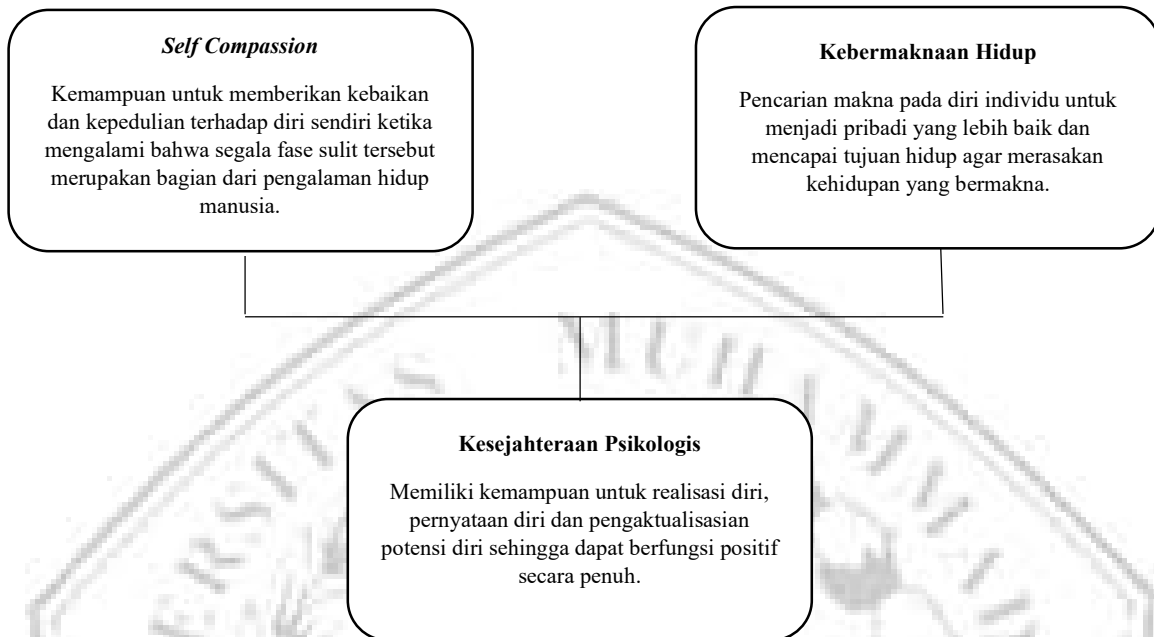 Self Compassion
Kemampuan untuk memberikan kebaikan
dan kepedulian terhadap diri sendiri ketika
mengalami bahwa segala fase sulit tersebut
merupakan bagian dari pengalaman hidup
manusia.
Kebermaknaan Hidup
Pencarian makna pada diri individu untuk
menjadi pribadi yang lebih baik dan
mencapai tujuan hidup agar merasakan
kehidupan yang bermakna.
Kesejahteraan Psikologis
Memiliki kemampuan untuk realisasi diri,
pernyataan diri dan pengaktualisasian
potensi diri sehingga dapat berfungsi positif
secara penuh.